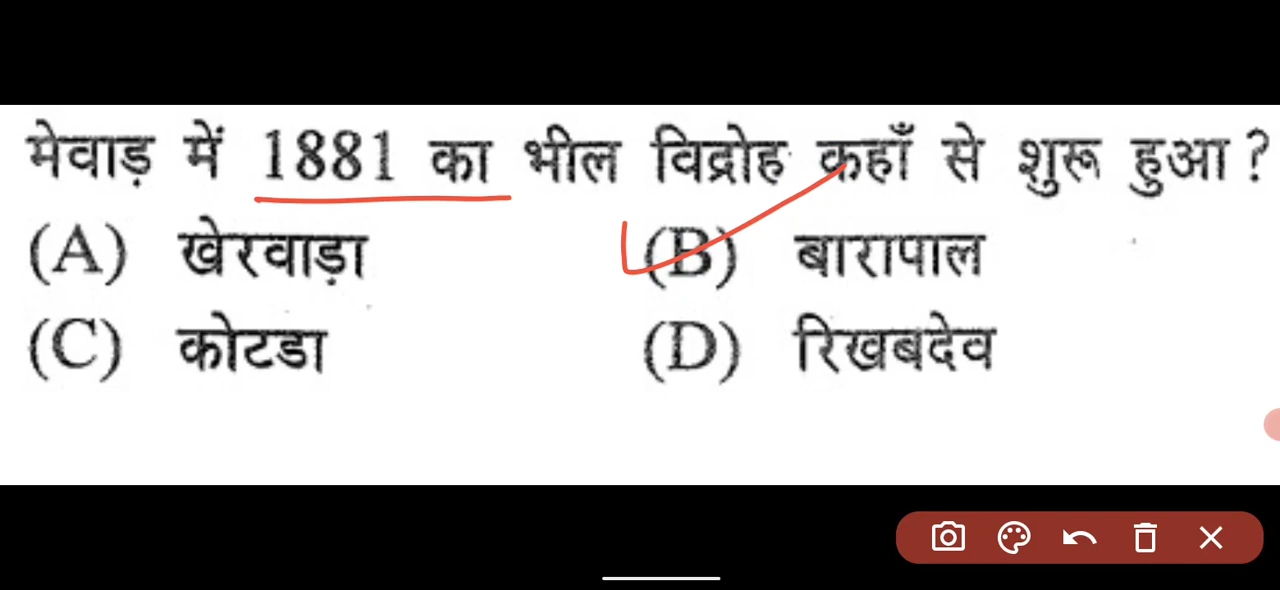 मेवाड़ में 1881 का भील विद्रोह कहाँ से शुरू हुआ ?
(A) खेरवाड़ा (B) बारापाल
(C) कोटडा (D) रिखबदेव